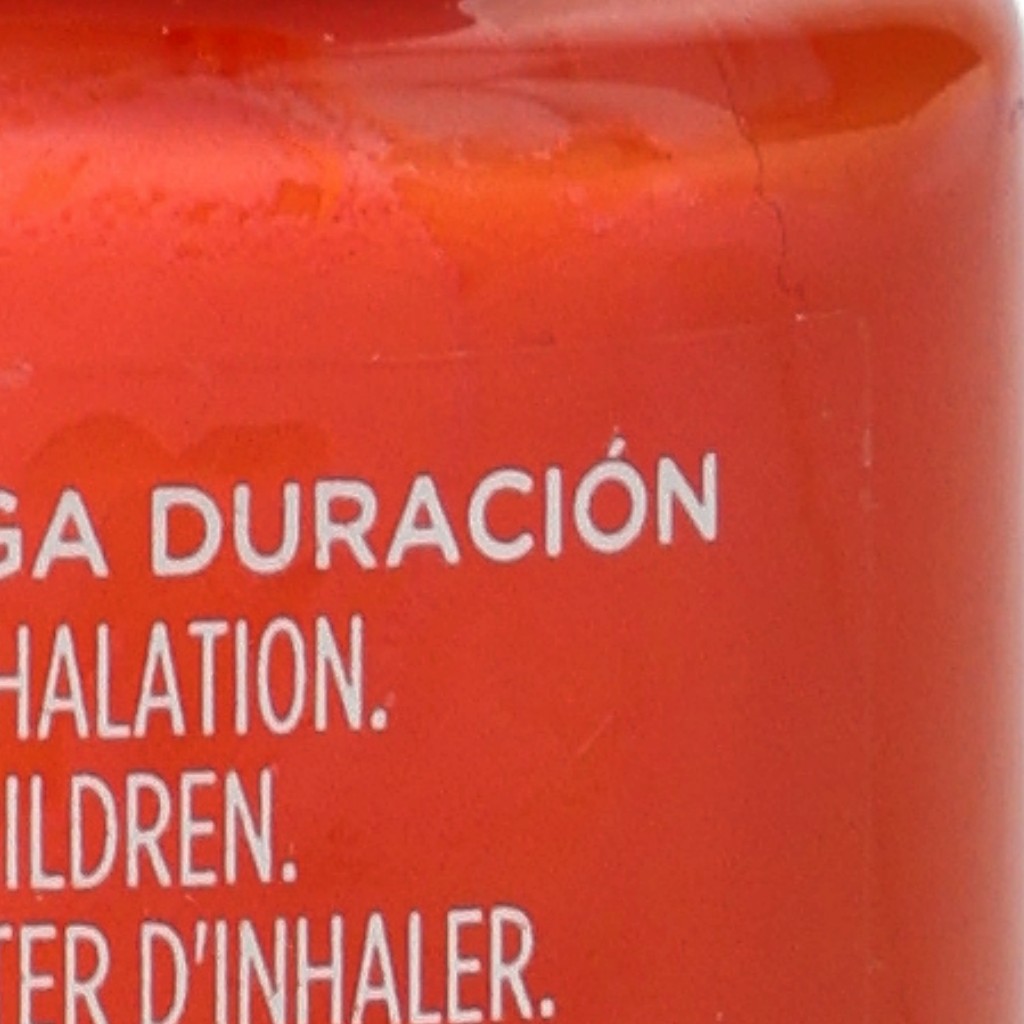 GA DURACIÓN
HALATION.
ILDREN.
TER D'INHALER.